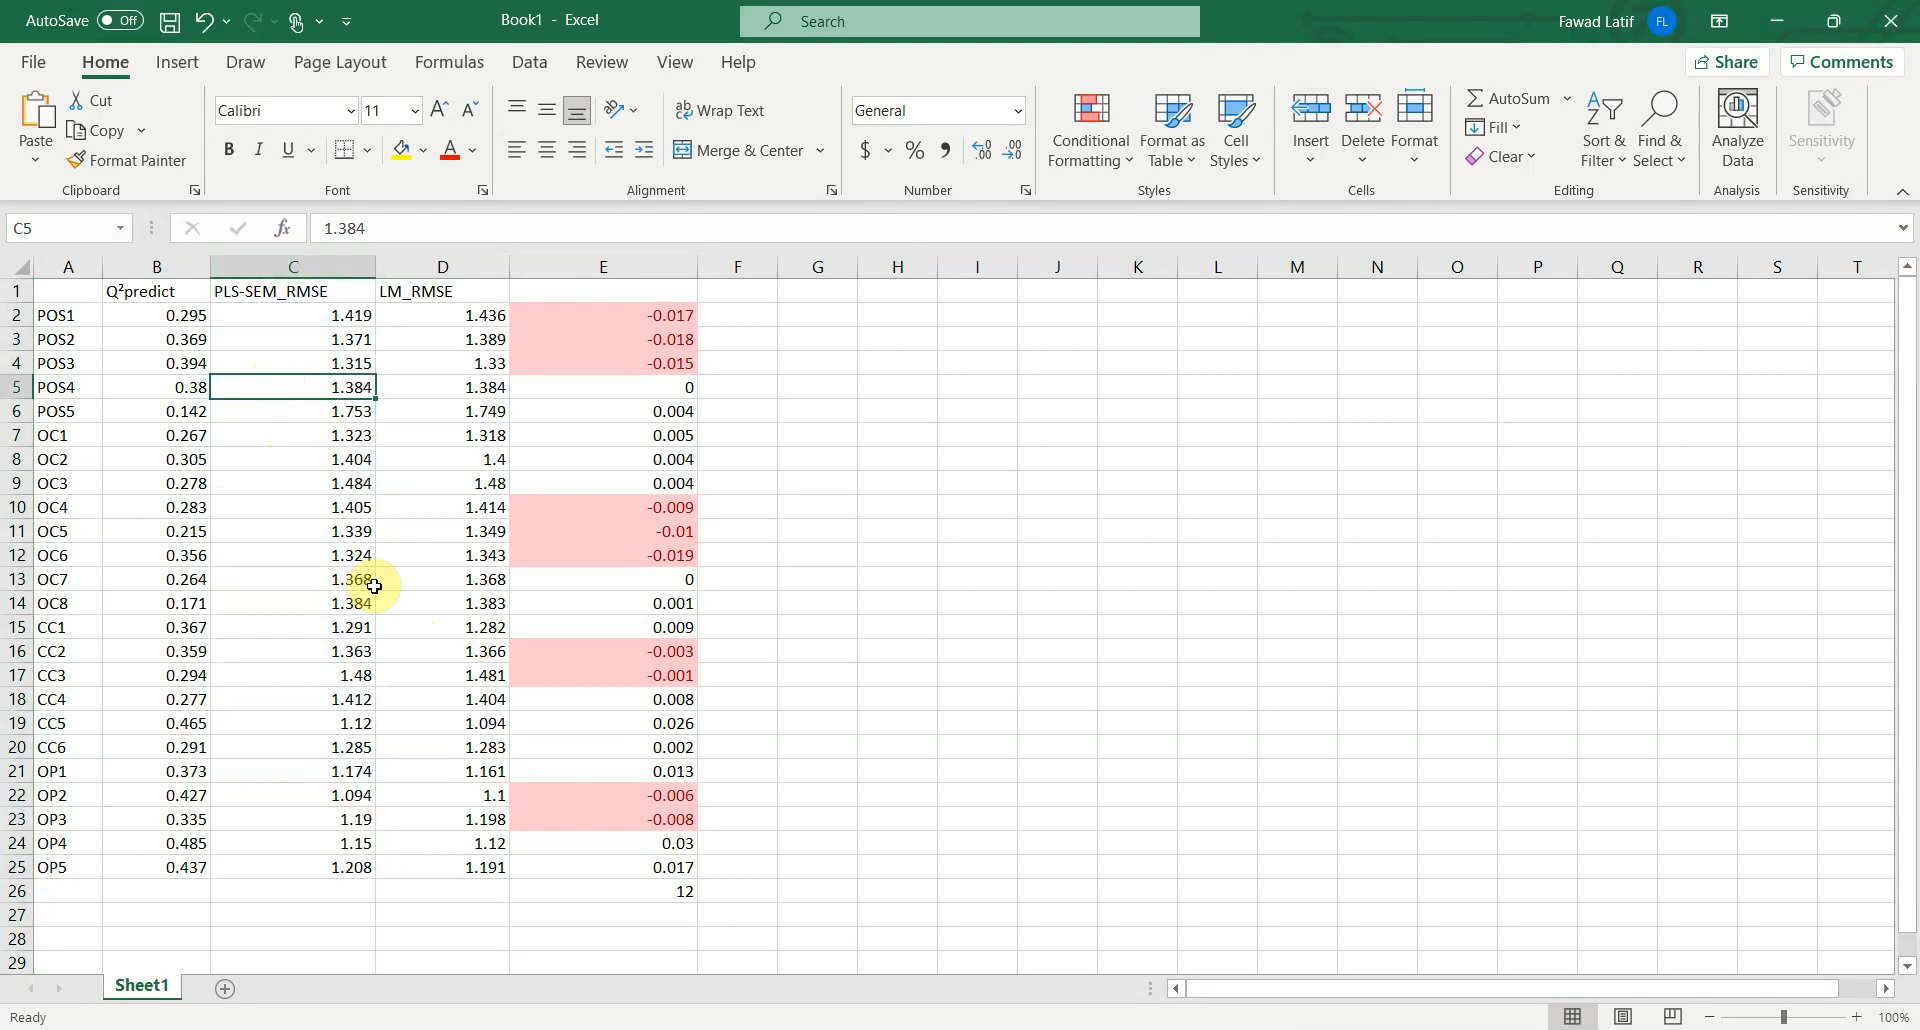 AutoSave Off Book1 - Excel Search Fawad Latif FL
File Home Insert Draw Page Layout Formulas Data Review View Help Share Comments
Paste
Cut
Copy
Format Painter
Clipboard
Calibri 11
B I U A
Font
ab Wrap Text
Merge & Center
Alignment
General
$ % ,
Number
Conditional Formatting
Format as Table
Cell Styles
Styles
Insert Delete Format
Cells
AutoSum
Fill
Clear
Sort & Filter
Find & Select
Editing
Analyze Data
Analysis
Sensitivity
Sensitivity
C5 fx 1.384
A B C D E F G H I J K L M N O P Q R S T
1 Q²predict PLS-SEM_RMSE LM_RMSE
2 POS1 0.295 1.419 1.436 -0.017
3 POS2 0.369 1.371 1.389 -0.018
4 POS3 0.394 1.315 1.33 -0.015
5 POS4 0.38 1.384 1.384 0
6 POS5 0.142 1.753 1.749 0.004
7 OC1 0.267 1.323 1.318 0.005
8 OC2 0.305 1.404 1.4 0.004
9 OC3 0.278 1.484 1.48 0.004
10 OC4 0.283 1.405 1.414 -0.009
11 OC5 0.215 1.339 1.349 -0.01
12 OC6 0.356 1.324 1.343 -0.019
13 OC7 0.264 1.368 1.368 0
14 OC8 0.171 1.384 1.383 0.001
15 CC1 0.367 1.291 1.282 0.009
16 CC2 0.359 1.363 1.366 -0.003
17 CC3 0.294 1.48 1.481 -0.001
18 CC4 0.277 1.412 1.404 0.008
19 CC5 0.465 1.12 1.094 0.026
20 CC6 0.291 1.285 1.283 0.002
21 OP1 0.373 1.174 1.161 0.013
22 OP2 0.427 1.094 1.1 -0.006
23 OP3 0.335 1.19 1.198 -0.008
24 OP4 0.485 1.15 1.12 0.03
25 OP5 0.437 1.208 1.191 0.017
26 12
27
28
29
Sheet1
Ready 100%